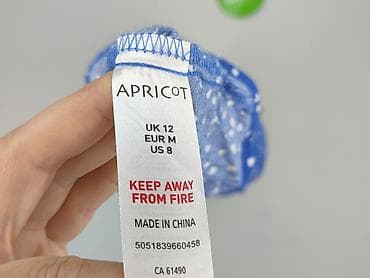 APRICOT
UK 12
EUR M
US 8
KEEP AWAY
FROM FIRE
MADE IN CHINA
5051839660458
CA 61490